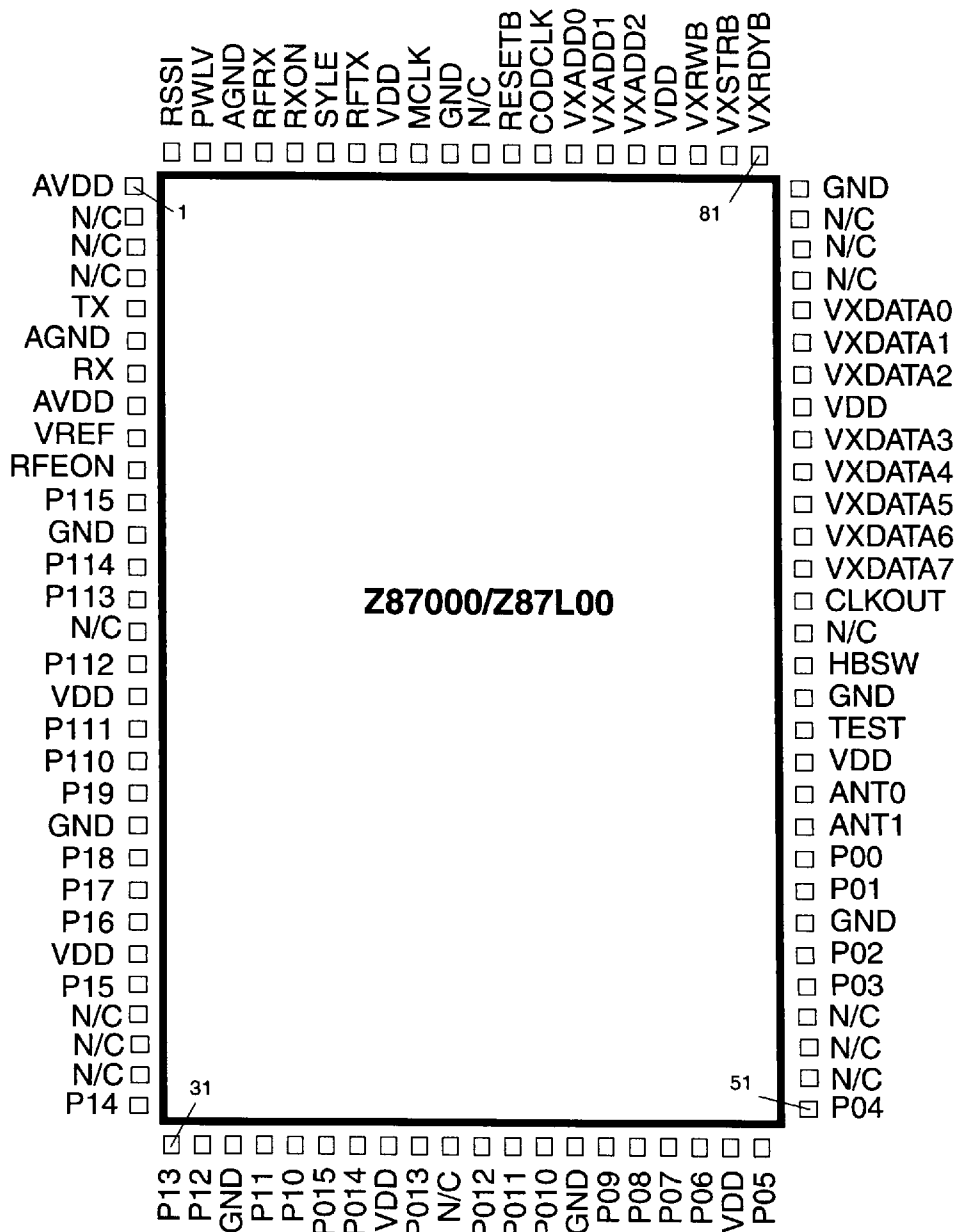 RSSI
PWLV
AGND
RFRX
RXON
SYLE
RFTX
VDD
MCLK
GND
N/C
RESETB
CODCLK
VXADD0
VXADD1
VXADD2
VDD
VXRWB
VXSTRB
VXRDYB
AVDD
N/C
N/C
N/C
TX
AGND
RX
AVDD
VREF
RFEON
P115
GND
P114
P113
N/C
P112
VDD
P111
P110
P19
GND
P18
P17
P16
VDD
P15
N/C
N/C
N/C
P14
1
81
Z87000/Z87L00
31
51
GND
N/C
N/C
N/C
VXDATA0
VXDATA1
VXDATA2
VDD
VXDATA3
VXDATA4
VXDATA5
VXDATA6
VXDATA7
CLKOUT
N/C
HBSW
GND
TEST
VDD
ANT0
ANT1
P00
P01
GND
P02
P03
N/C
N/C
N/C
P04
P13
P12
GND
P11
P10
P015
P014
VDD
P013
N/C
P012
P011
P010
GND
P09
P08
P07
P06
VDD
P05